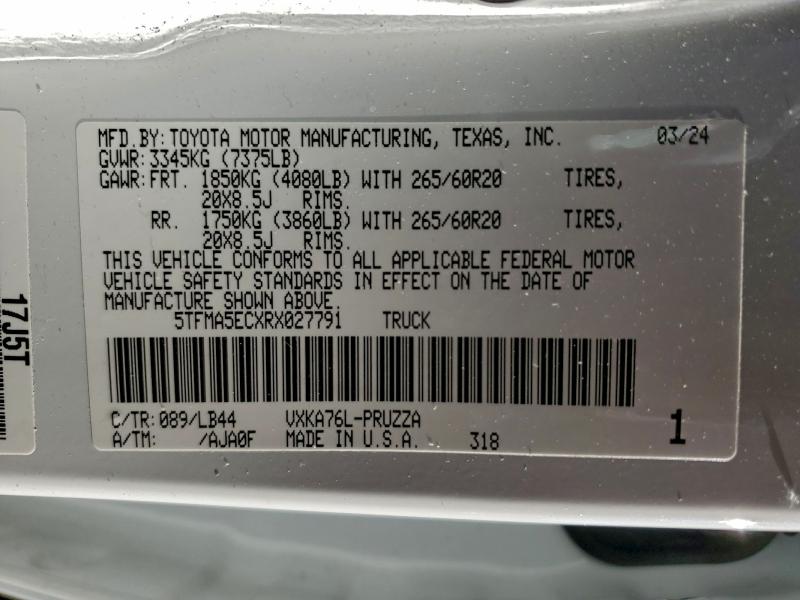 MFD. BY: TOYOTA MOTOR MANUFACTURING, TEXAS, INC. 03/24
GVWR: 3345KG (7375LB)
GAWR: FRT. 1850KG (4080LB) WITH 265/60R20 TIRES,
20X8.5J RIMS.
RR. 1750KG (3860LB) WITH 265/60R20 TIRES,
20X8.5J RIMS.
THIS VEHICLE CONFORMS TO ALL APPLICABLE FEDERAL MOTOR
VEHICLE SAFETY STANDARDS IN EFFECT ON THE DATE OF
MANUFACTURE SHOWN ABOVE.
5TFMA5ECXRX027791 TRUCK
C/TR: 089/LB44 VXKA76L-PRUZZA
A/TM: /AJA0F MADE IN U.S.A. 318 1
17J5T